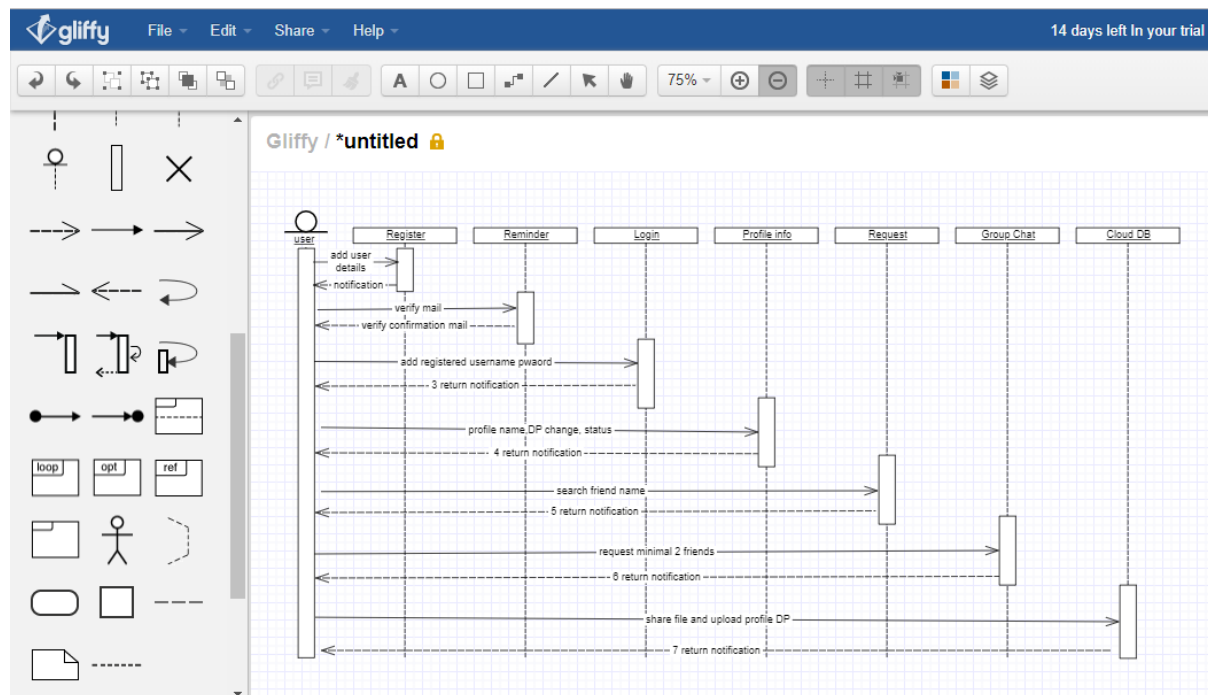 gliffy
File
Edit
Share
Help
14 days left In your trial
A
75%
Gliffy / *untitled
loop
opt
ref
user
Register
Reminder
Login
Profile info
Request
Group Chat
Cloud DB
add user
details
notification
verify mail
verify confirmation mail
add registered username pwaord
3 return notification
profile name,DP change, status
4 return notification
search friend name
5 return notification
request minimal 2 friends
6 return notification
share file and upload profile DP
7 return notification